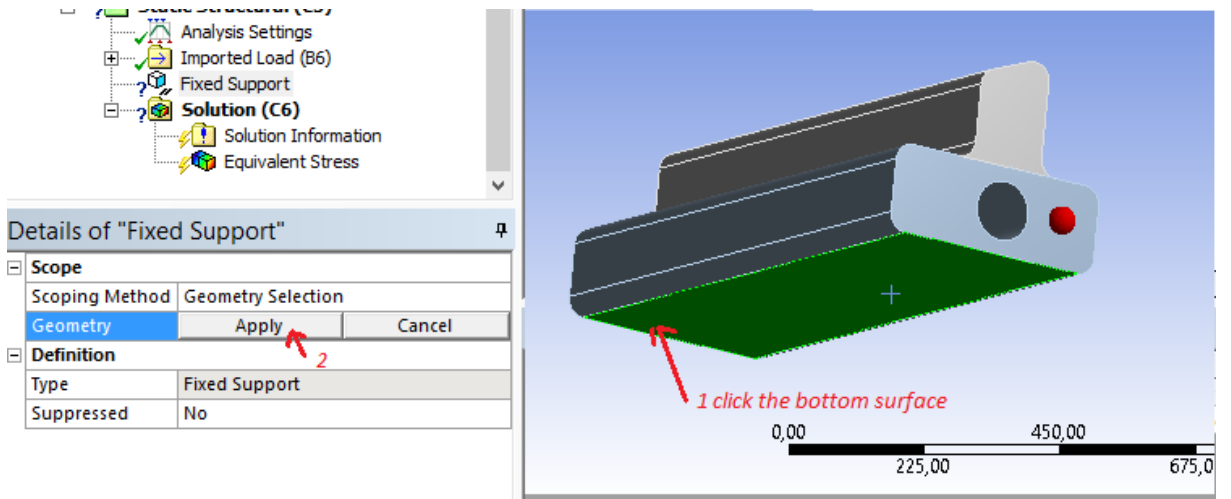 Static Structural (C5)
Analysis Settings
Imported Load (B6)
Fixed Support
Solution (C6)
Solution Information
Equivalent Stress
Details of "Fixed Support"
Scope
Scoping Method Geometry Selection
Geometry Apply Cancel
2
Definition
Type Fixed Support
Suppressed No
1 click the bottom surface
0,00 450,00
225,00 675,0